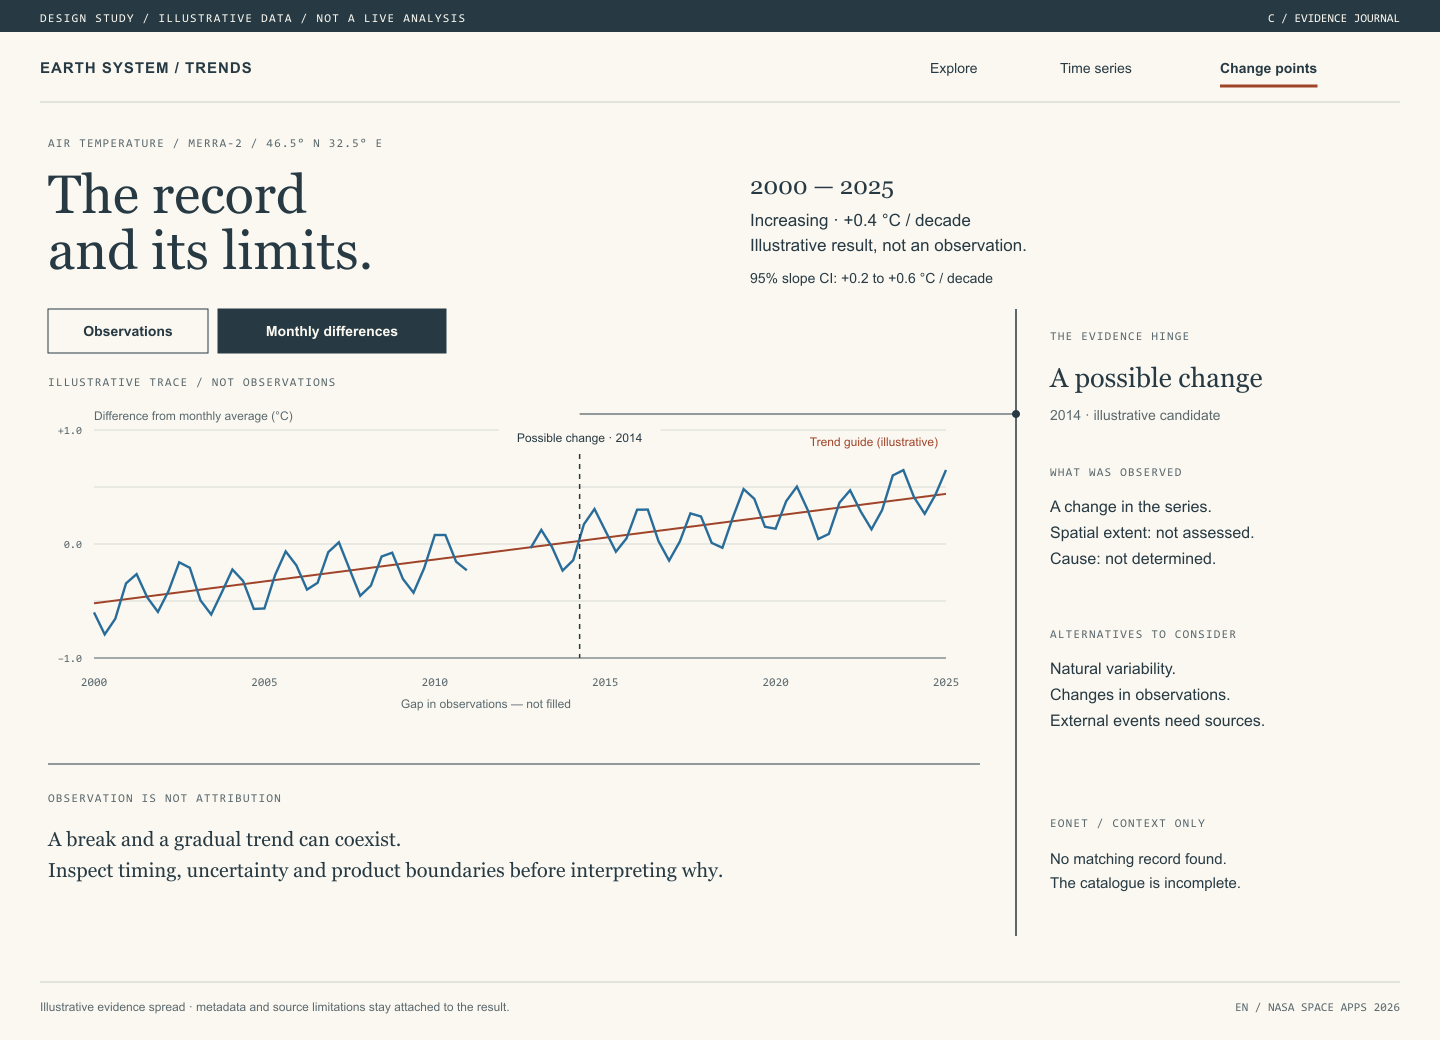 DESIGN STUDY / ILLUSTRATIVE DATA / NOT A LIVE ANALYSIS
C / EVIDENCE JOURNAL
EARTH SYSTEM / TRENDS
Explore
Time series
Change points
AIR TEMPERATURE / MERRA-2 / 46.5° N 32.5° E
The record
and its limits.
2000 — 2025
Increasing · +0.4 °C / decade
Illustrative result, not an observation.
95% slope CI: +0.2 to +0.6 °C / decade
Observations
Monthly differences
ILLUSTRATIVE TRACE / NOT OBSERVATIONS
Difference from monthly average (°C)
+1.0
Possible change · 2014
Trend guide (illustrative)
0.0
−1.0
2000
2005
2010
2015
2020
2025
Gap in observations — not filled
THE EVIDENCE HINGE
A possible change
2014 · illustrative candidate
WHAT WAS OBSERVED
A change in the series.
Spatial extent: not assessed.
Cause: not determined.
ALTERNATIVES TO CONSIDER
Natural variability.
Changes in observations.
External events need sources.
OBSERVATION IS NOT ATTRIBUTION
A break and a gradual trend can coexist.
Inspect timing, uncertainty and product boundaries before interpreting why.
EONET / CONTEXT ONLY
No matching record found.
The catalogue is incomplete.
Illustrative evidence spread · metadata and source limitations stay attached to the result.
EN / NASA SPACE APPS 2026